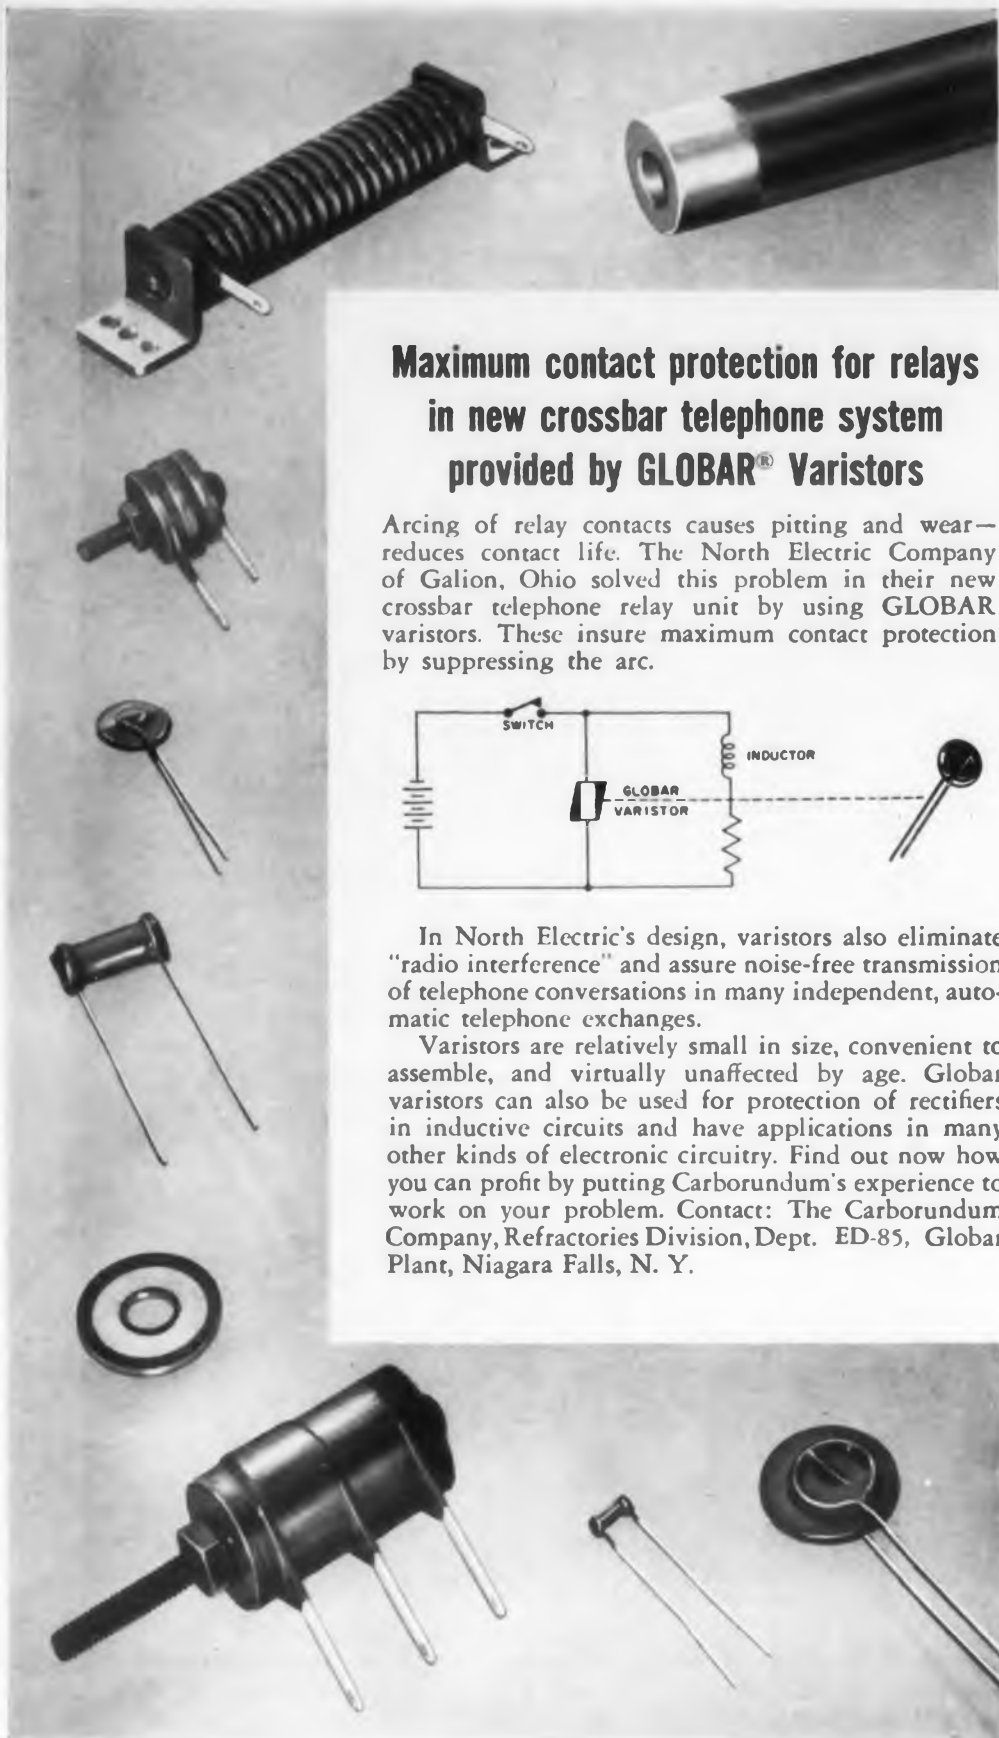 Maximum contact protection for relays
in new crossbar telephone system
provided by GLOBAR® Varistors
Arcing of relay contacts causes pitting and wear—
reduces contact life. The North Electric Company
of Galion, Ohio solved this problem in their new
crossbar telephone relay unit by using GLOBAR
varistors. These insure maximum contact protection
by suppressing the arc.
SWITCH
INDUCTOR
GLOBAR
VARISTOR
In North Electric's design, varistors also eliminate
"radio interference" and assure noise-free transmission
of telephone conversations in many independent, auto-
matic telephone exchanges.
Varistors are relatively small in size, convenient to
assemble, and virtually unaffected by age. Globar
varistors can also be used for protection of rectifiers
in inductive circuits and have applications in many
other kinds of electronic circuitry. Find out now how
you can profit by putting Carborundum's experience to
work on your problem. Contact: The Carborundum
Company, Refractories Division, Dept. ED-85, Globar
Plant, Niagara Falls, N. Y.